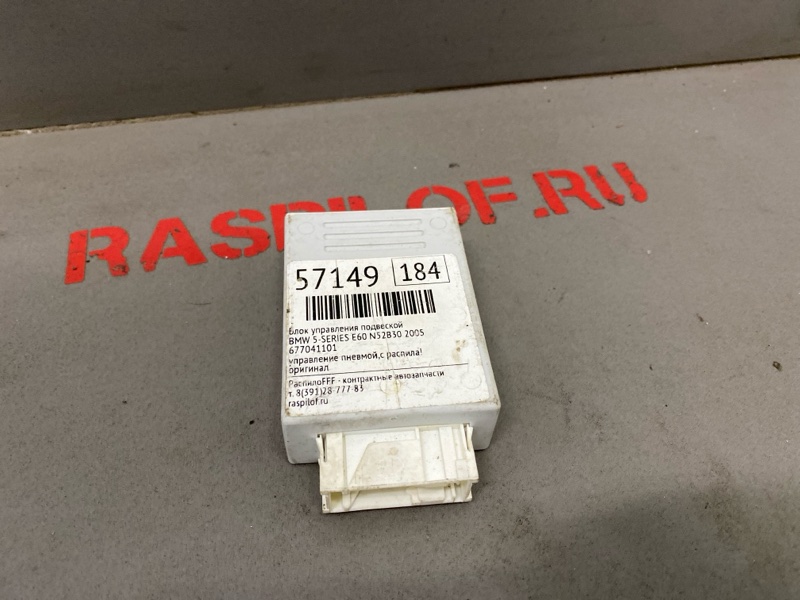 RASPILOF.RU
57149 184
Блок управления подвеской
BMW 5-SERIES E60 N52B30 2005
677041101
управление пневмой,с распила!
оригинал
РаспилоFFF - контрактные автозапчасти
т. 8(391)28-777-83
raspilof.ru